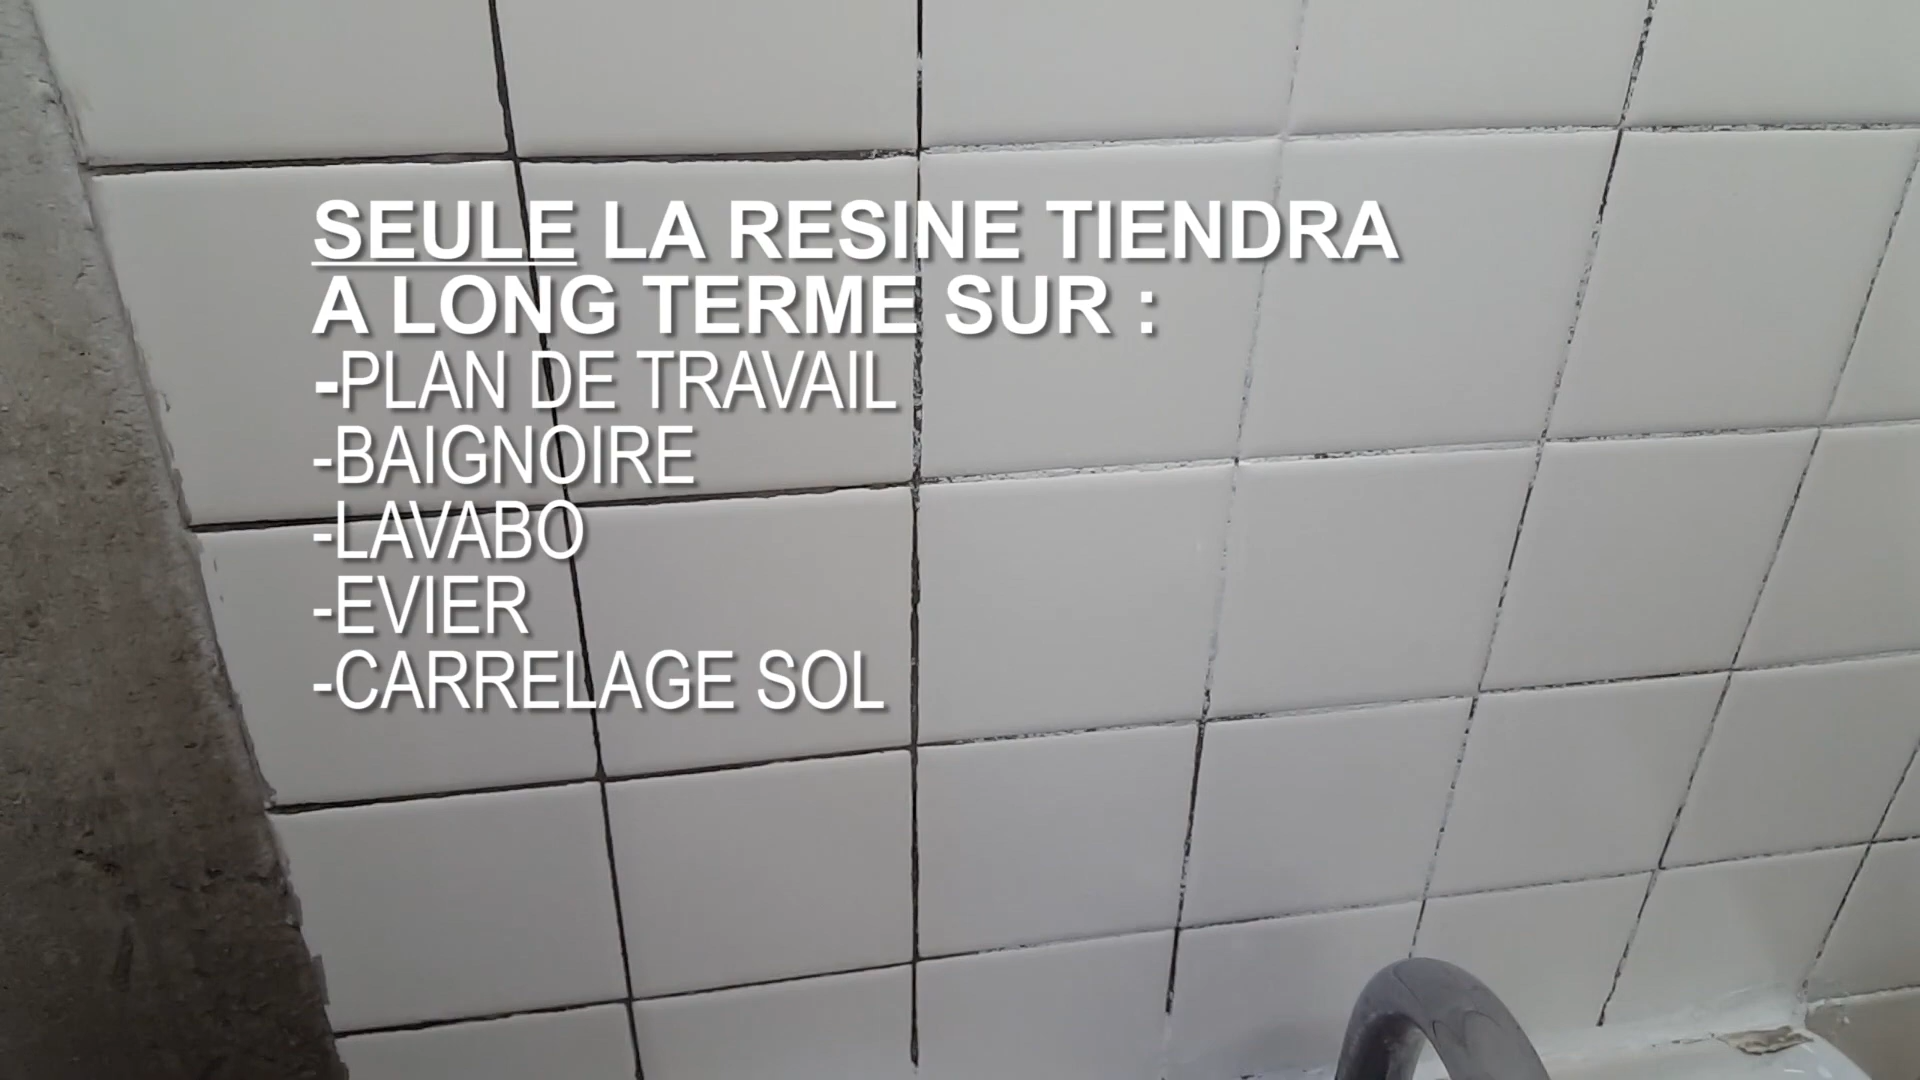 SEULE LA RESINE TIENDRA
A LONG TERME SUR :
-PLAN DE TRAVAIL
-BAIGNOIRE
-LAVABO
-EVIER
-CARRELAGE SOL